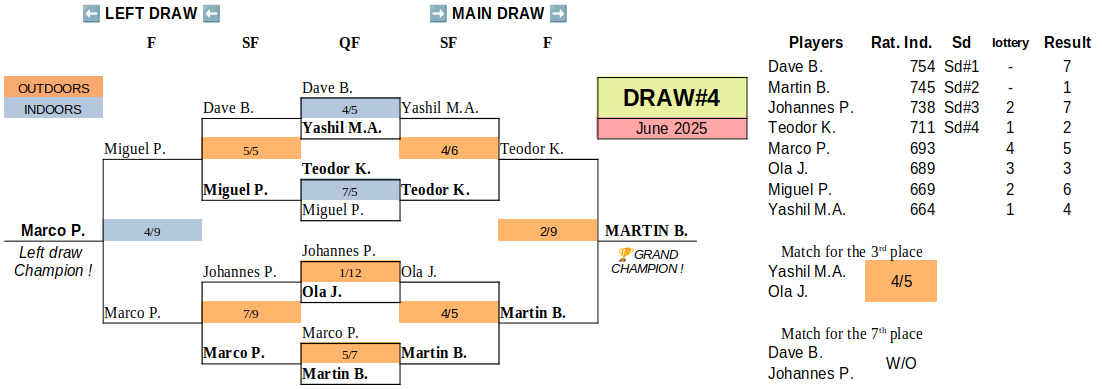 ⬅ LEFT DRAW ⬅ ➡ MAIN DRAW ➡
F SF QF SF F
Players Rat. Ind. Sd lottery Result
OUTDOORS
INDOORS
DRAW#4
June 2025
Dave B. 754 Sd#1 - 7
Martin B. 745 Sd#2 - 1
Johannes P. 738 Sd#3 2 7
Teodor K. 711 Sd#4 1 2
Marco P. 693 4 5
Ola J. 689 3 3
Miguel P. 669 2 6
Yashil M.A. 664 1 4
Dave B.
Dave B. 4/5 Yashil M.A.
Yashil M.A.
Miguel P. 5/5 4/6 Teodor K.
Teodor K.
Miguel P. 7/5 Teodor K.
Miguel P.
Marco P. 4/9 2/9 MARTIN B.
Left draw
Champion !
🏆GRAND
CHAMPION !
Johannes P.
Johannes P. 1/12 Ola J.
Ola J.
Marco P. 7/9 4/5 Martin B.
Marco P.
Marco P. 5/7 Martin B.
Martin B.
Match for the 3rd place
Yashil M.A.
4/5
Ola J.
Match for the 7th place
Dave B.
W/O
Johannes P.